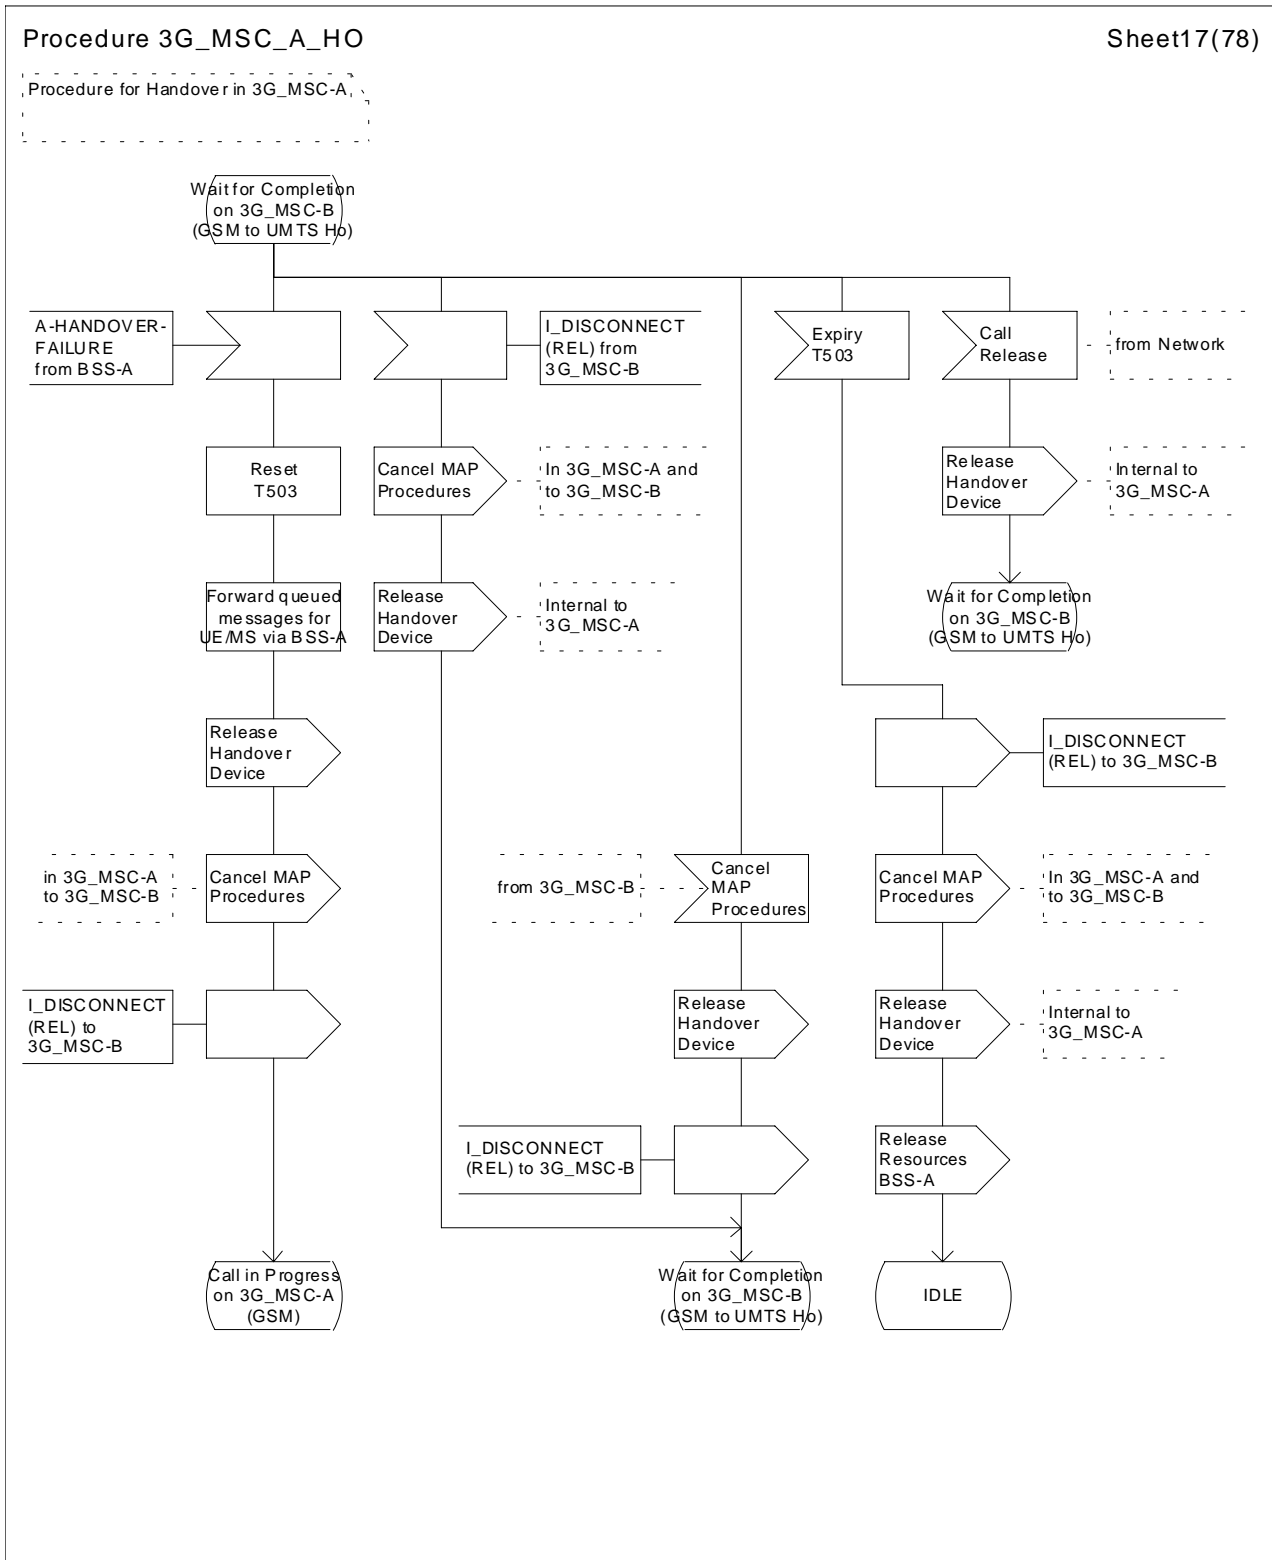 Procedure 3G_MSC_A_HO
Sheet17(78)
Procedure for Handover in 3G_MSC-A
Wait for Completion
on 3G_MSC-B
(GSM to UMTS Ho)
A-HANDOVER-
FAILURE
from BSS-A
I_DISCONNECT
(REL) from
3G_MSC-B
Expiry
T503
Call
Release
from Network
Reset
T503
Cancel MAP
Procedures
In 3G_MSC-A and
to 3G_MSC-B
Release
Handover
Device
Internal to
3G_MSC-A
Forward queued
messages for
UE/MS via BSS-A
Release
Handover
Device
Internal to
3G_MSC-A
Wait for Completion
on 3G_MSC-B
(GSM to UMTS Ho)
Release
Handover
Device
I_DISCONNECT
(REL) to 3G_MSC-B
in 3G_MSC-A
to 3G_MSC-B
Cancel MAP
Procedures
from 3G_MSC-B
Cancel
MAP
Procedures
Cancel MAP
Procedures
In 3G_MSC-A and
to 3G_MSC-B
I_DISCONNECT
(REL) to
3G_MSC-B
Release
Handover
Device
Release
Handover
Device
Internal to
3G_MSC-A
I_DISCONNECT
(REL) to 3G_MSC-B
Release
Resources
BSS-A
Call in Progress
on 3G_MSC-A
(GSM)
Wait for Completion
on 3G_MSC-B
(GSM to UMTS Ho)
IDLE